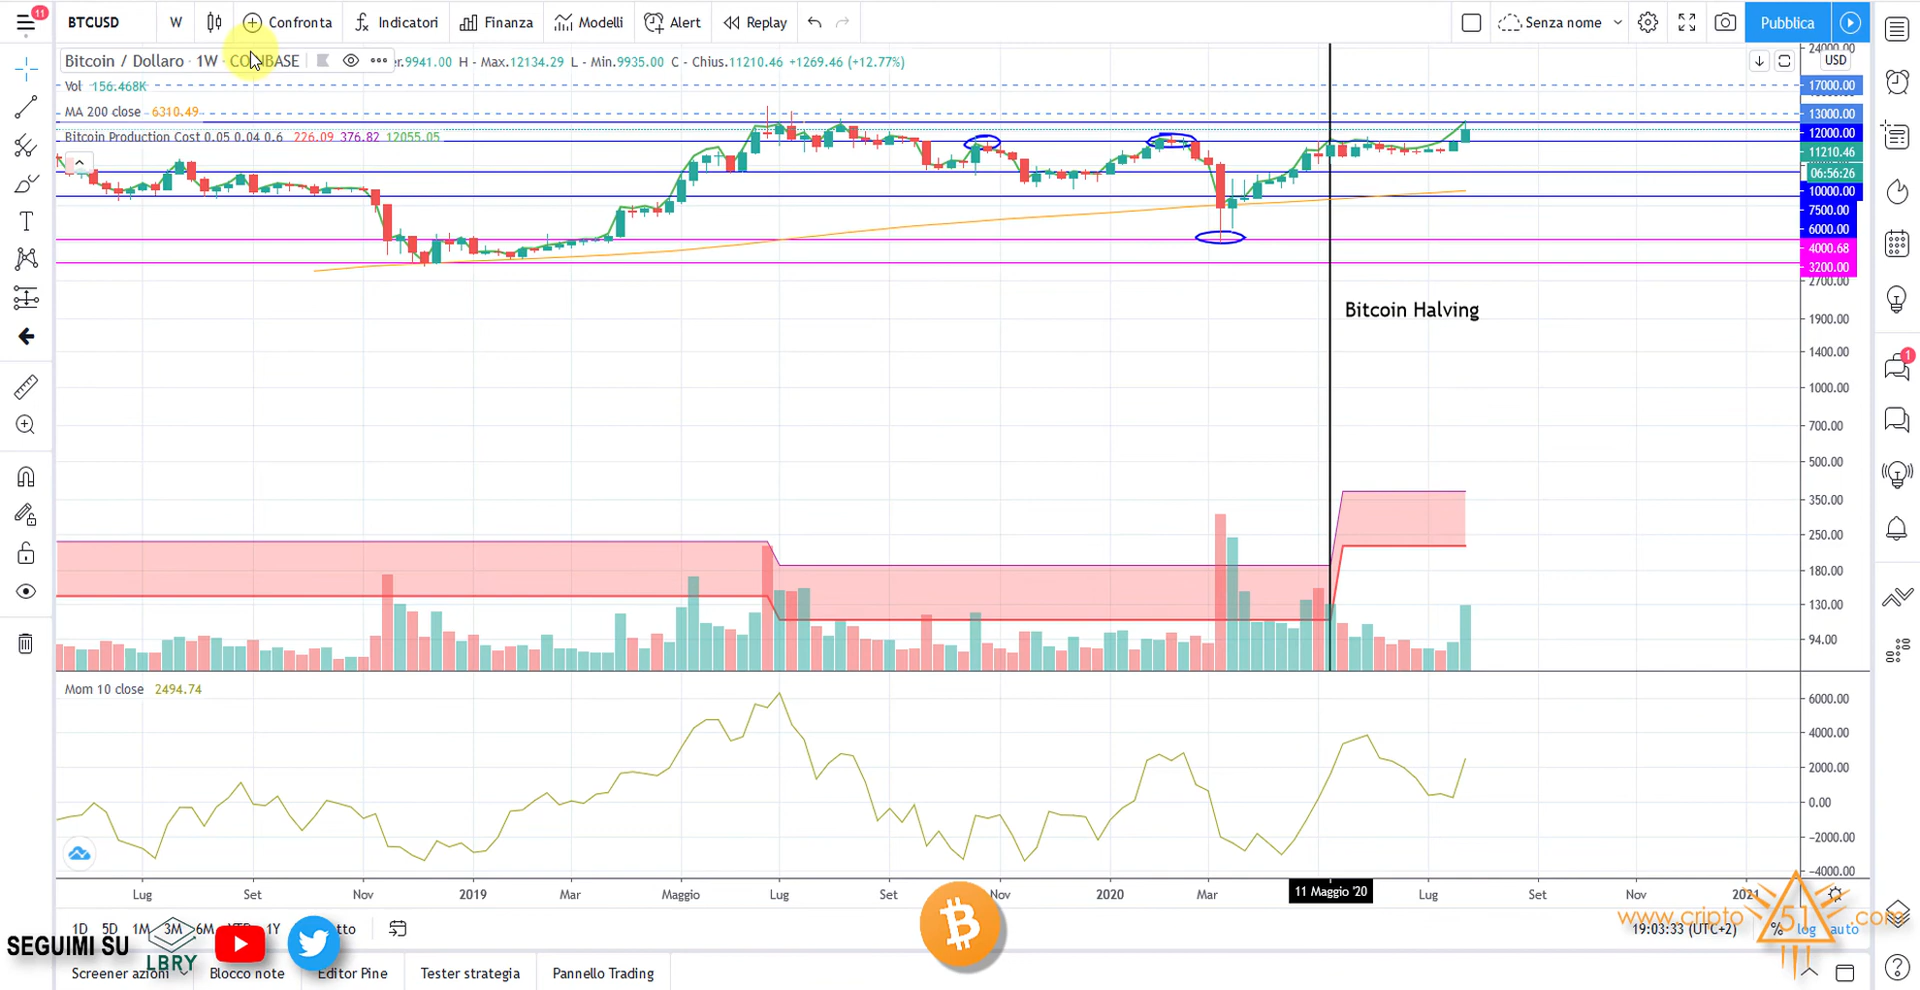 11
BTCUSD W Confronta Indicatori Finanza Modelli Alert Replay Senza nome Pubblica
Bitcoin / Dollaro · 1W · COINBASE er.9941.00 H - Max.12134.29 L - Min.9935.00 C - Chius.11210.46 +1269.46 (+12.77%)
USD
Vol 156.468K
MA 200 close 6310.49
Bitcoin Production Cost 0.05 0.04 0.6 226.09 376.82 12055.05
24000.00
17000.00
13000.00
12000.00
11210.46
06:56:26
10000.00
7500.00
6000.00
4000.68
3200.00
2700.00
Bitcoin Halving
1900.00
1400.00
1000.00
700.00
500.00
350.00
250.00
180.00
130.00
94.00
1
Mom 10 close 2494.74
6000.00
4000.00
2000.00
0.00
−2000.00
−4000.00
Lug Set Nov 2019 Mar Maggio Lug Set Nov 2020 Mar 11 Maggio '20 Lug Set Nov 2021
www.cripto51.com
1D 5D 1M 3M 6M YTD 1Y tto
19:03:33 (UTC+2) % log auto
SEGUIMI SU
LBRY
Screener azioni Blocco note Editor Pine Tester strategia Pannello Trading